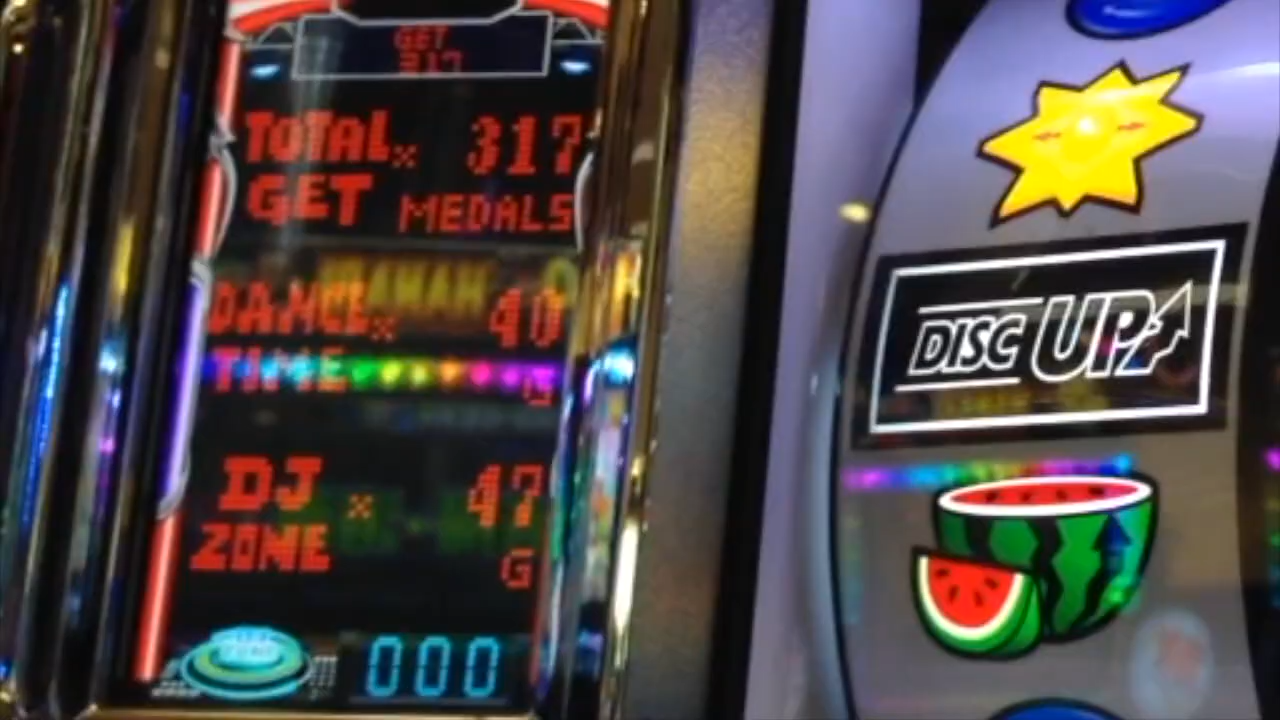 GET
317
TOTAL × 317
GET MEDALS
DANCE × 40
TIME G
DJ × 47
ZONE G
000
DISC UP